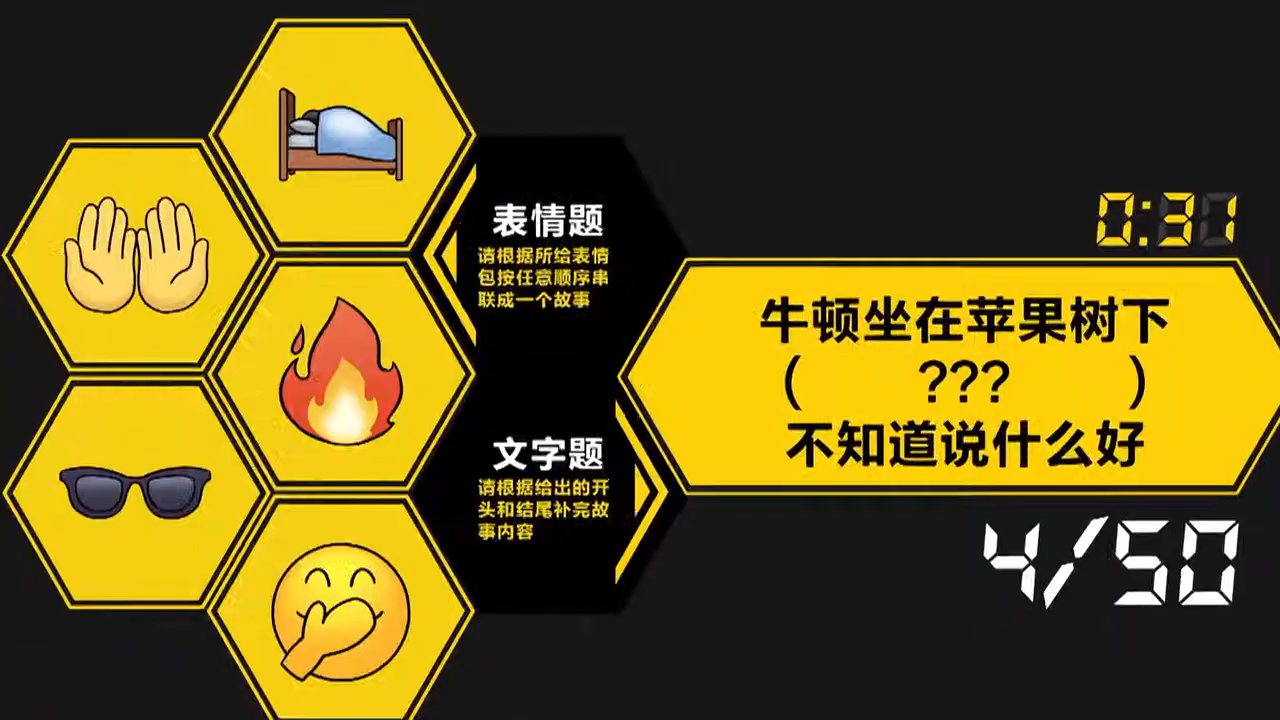 表情题
请根据所给表情
包按任意顺序串
联成一个故事
文字题
请根据给出的开
头和结尾补完故
事内容
0:31
牛顿坐在苹果树下
( ??? )
不知道说什么好
4/50